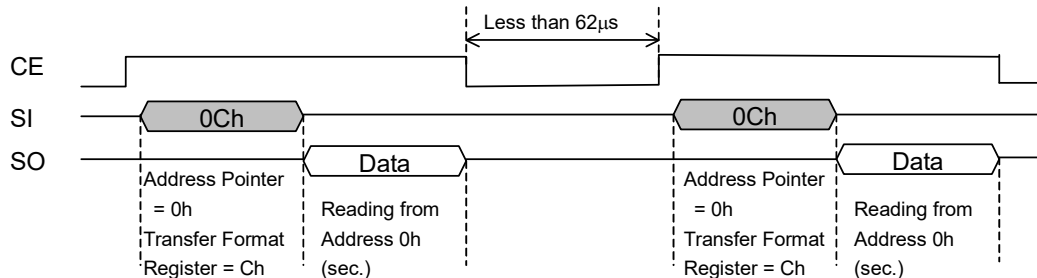 Less than 62μs
CE
SI 0Ch 0Ch
SO Data Data
Address Pointer
= 0h
Transfer Format
Register = Ch
Reading from
Address 0h
(sec.)
Address Pointer
= 0h
Transfer Format
Register = Ch
Reading from
Address 0h
(sec.)